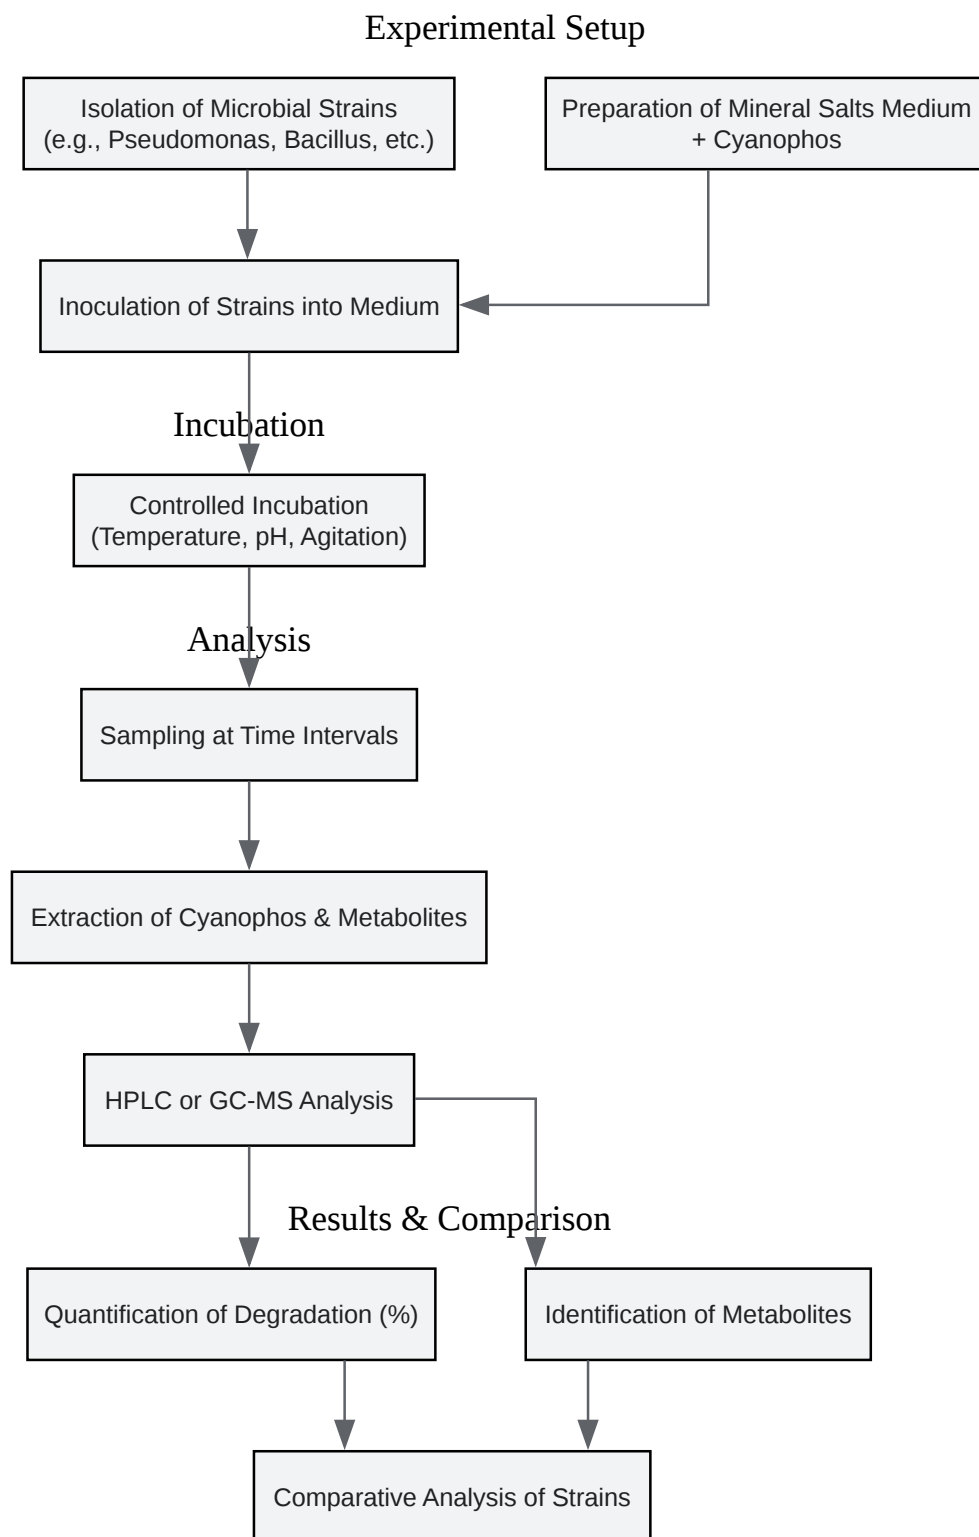 Experimental Setup
Isolation of Microbial Strains
(e.g., Pseudomonas, Bacillus, etc.)
Preparation of Mineral Salts Medium
+ Cyanophos
Inoculation of Strains into Medium
Incubation
Controlled Incubation
(Temperature, pH, Agitation)
Analysis
Sampling at Time Intervals
Extraction of Cyanophos & Metabolites
HPLC or GC-MS Analysis
Results & Comparison
Quantification of Degradation (%)
Identification of Metabolites
Comparative Analysis of Strains